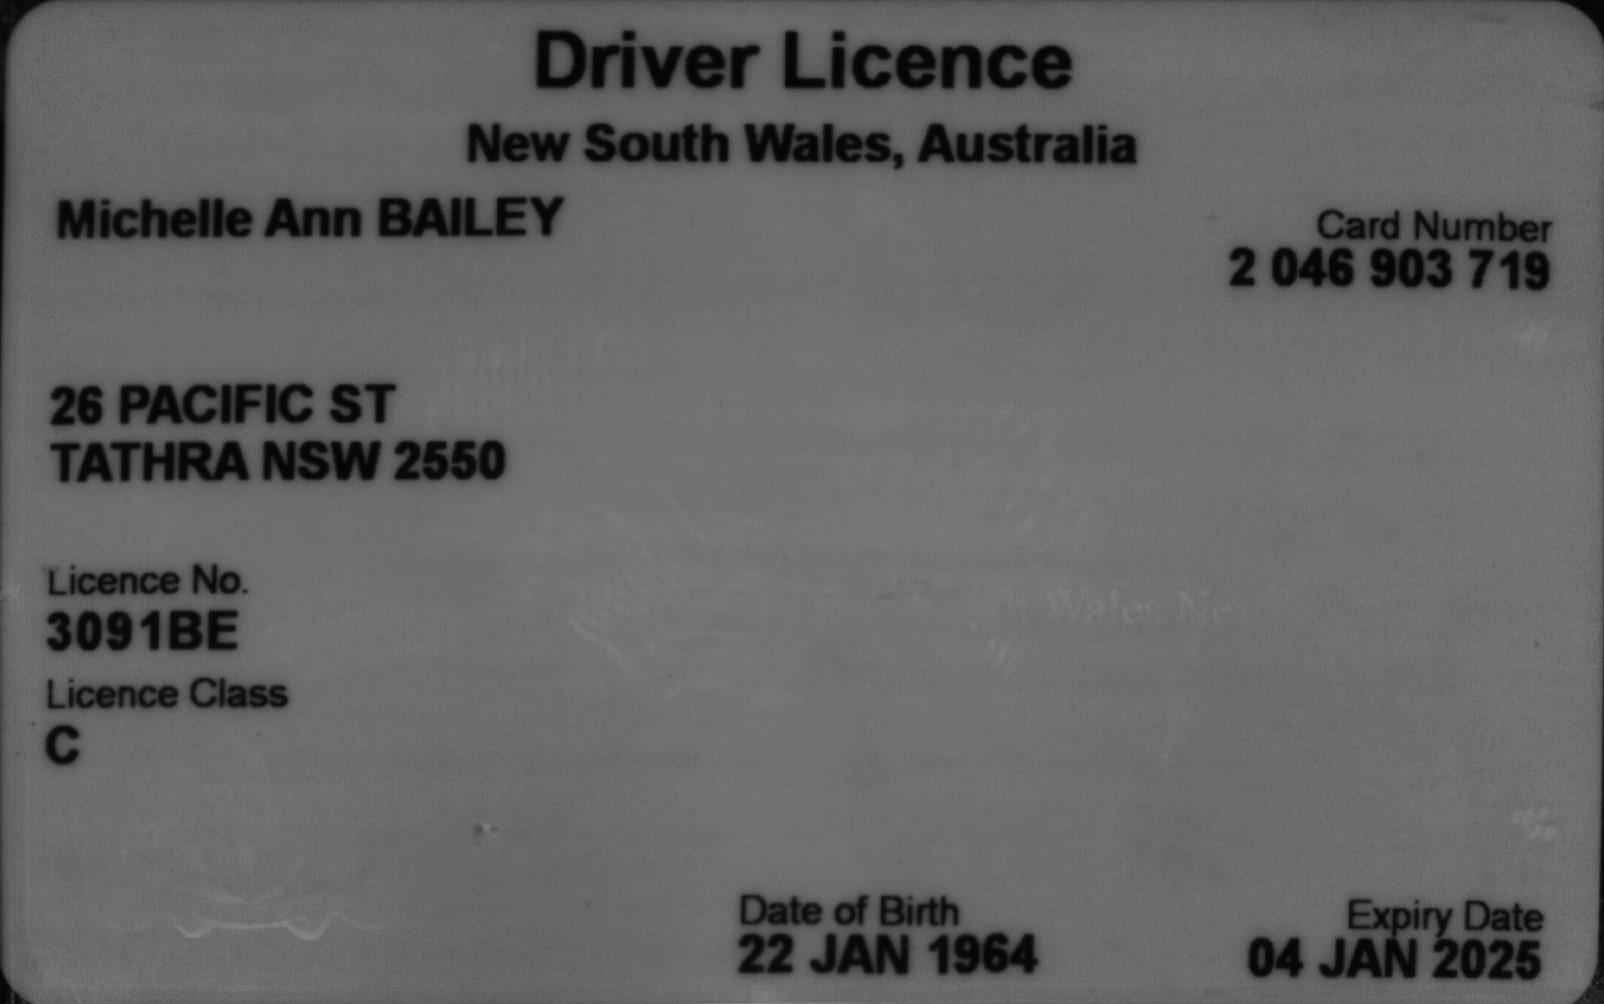 Driver Licence
New South Wales, Australia
Michelle Ann BAILEY
Card Number
2 046 903 719
26 PACIFIC ST
TATHRA NSW 2550
Licence No.
3091BE
Licence Class
C
Wales Ne
Date of Birth
22 JAN 1964
Expiry Date
04 JAN 2025